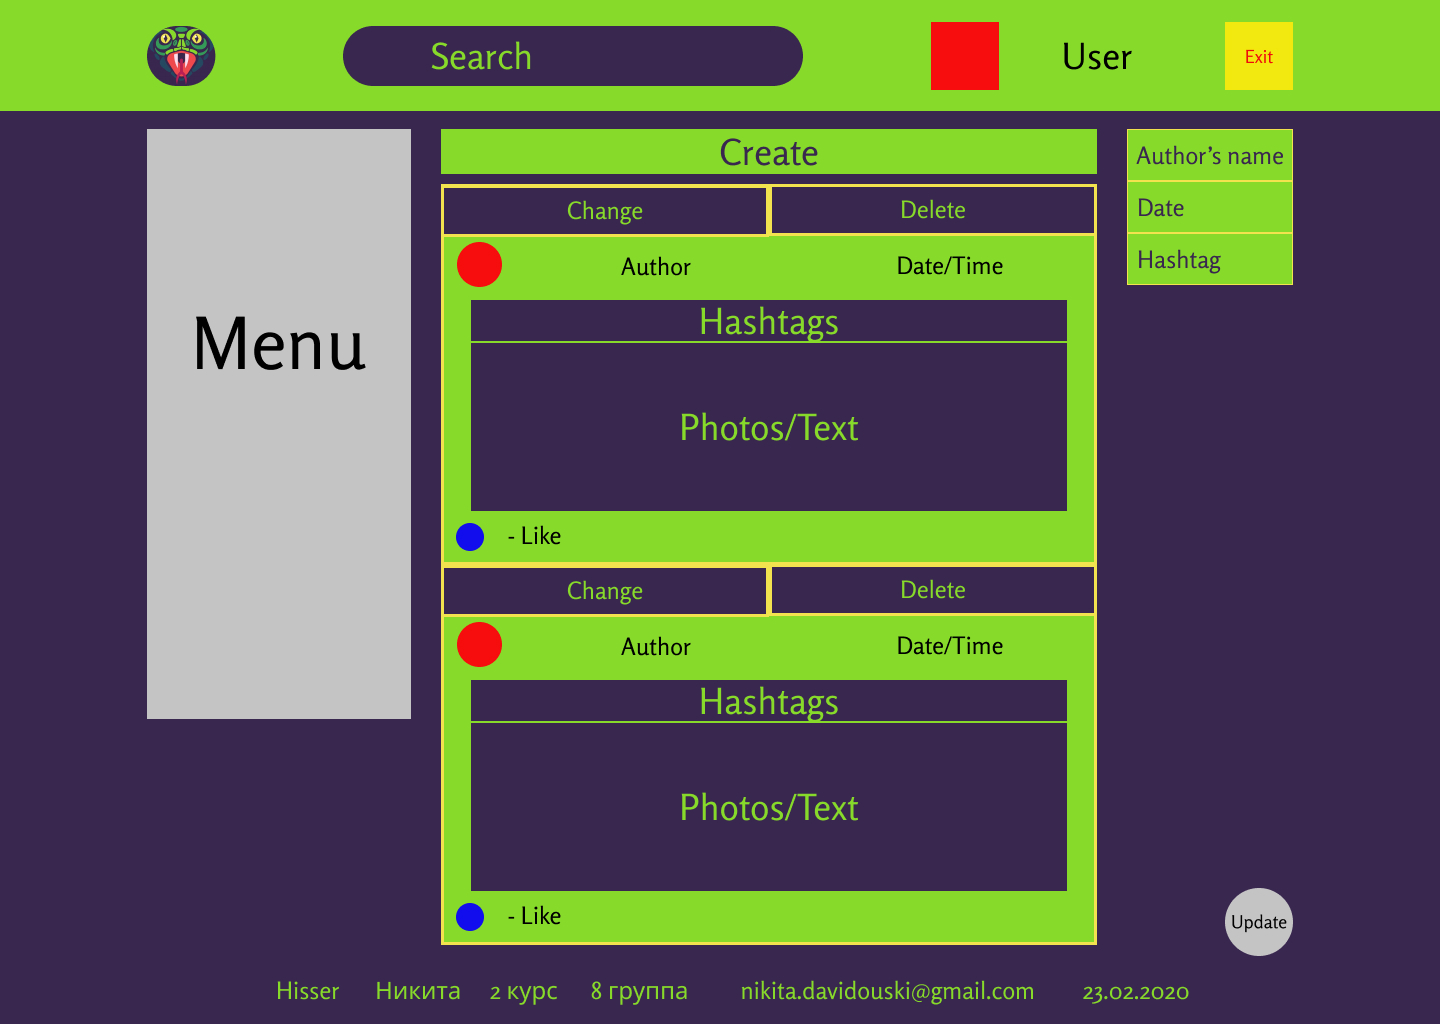 Search
User
Exit
Menu
Create
Change
Delete
Author
Date/Time
Hashtags
Photos/Text
- Like
Change
Delete
Author
Date/Time
Hashtags
Photos/Text
- Like
Author’s name
Date
Hashtag
Update
Hisser Никита 2 курс 8 группа nikita.davidouski@gmail.com 23.02.2020